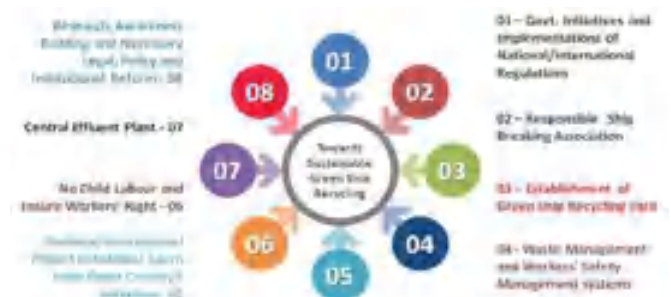 Research, Awareness
Building and Necessary
Legal, Policy and
Institutional Reform- 08
Central Effluent Plant - 07
No Child Labour and
Ensure Workers' Right - 06
01
02
03
04
05
06
07
08
Towards
Sustainable
Green Ship
Recycling
01 - Govt. Initiatives and
Implementations of
National/International
Regulations
02 - Responsible Ship
Breaking Association
03 - Establishment of
Green Ship Recycling Yard
04 - Waste Management
and Workers' Safety
Management systems